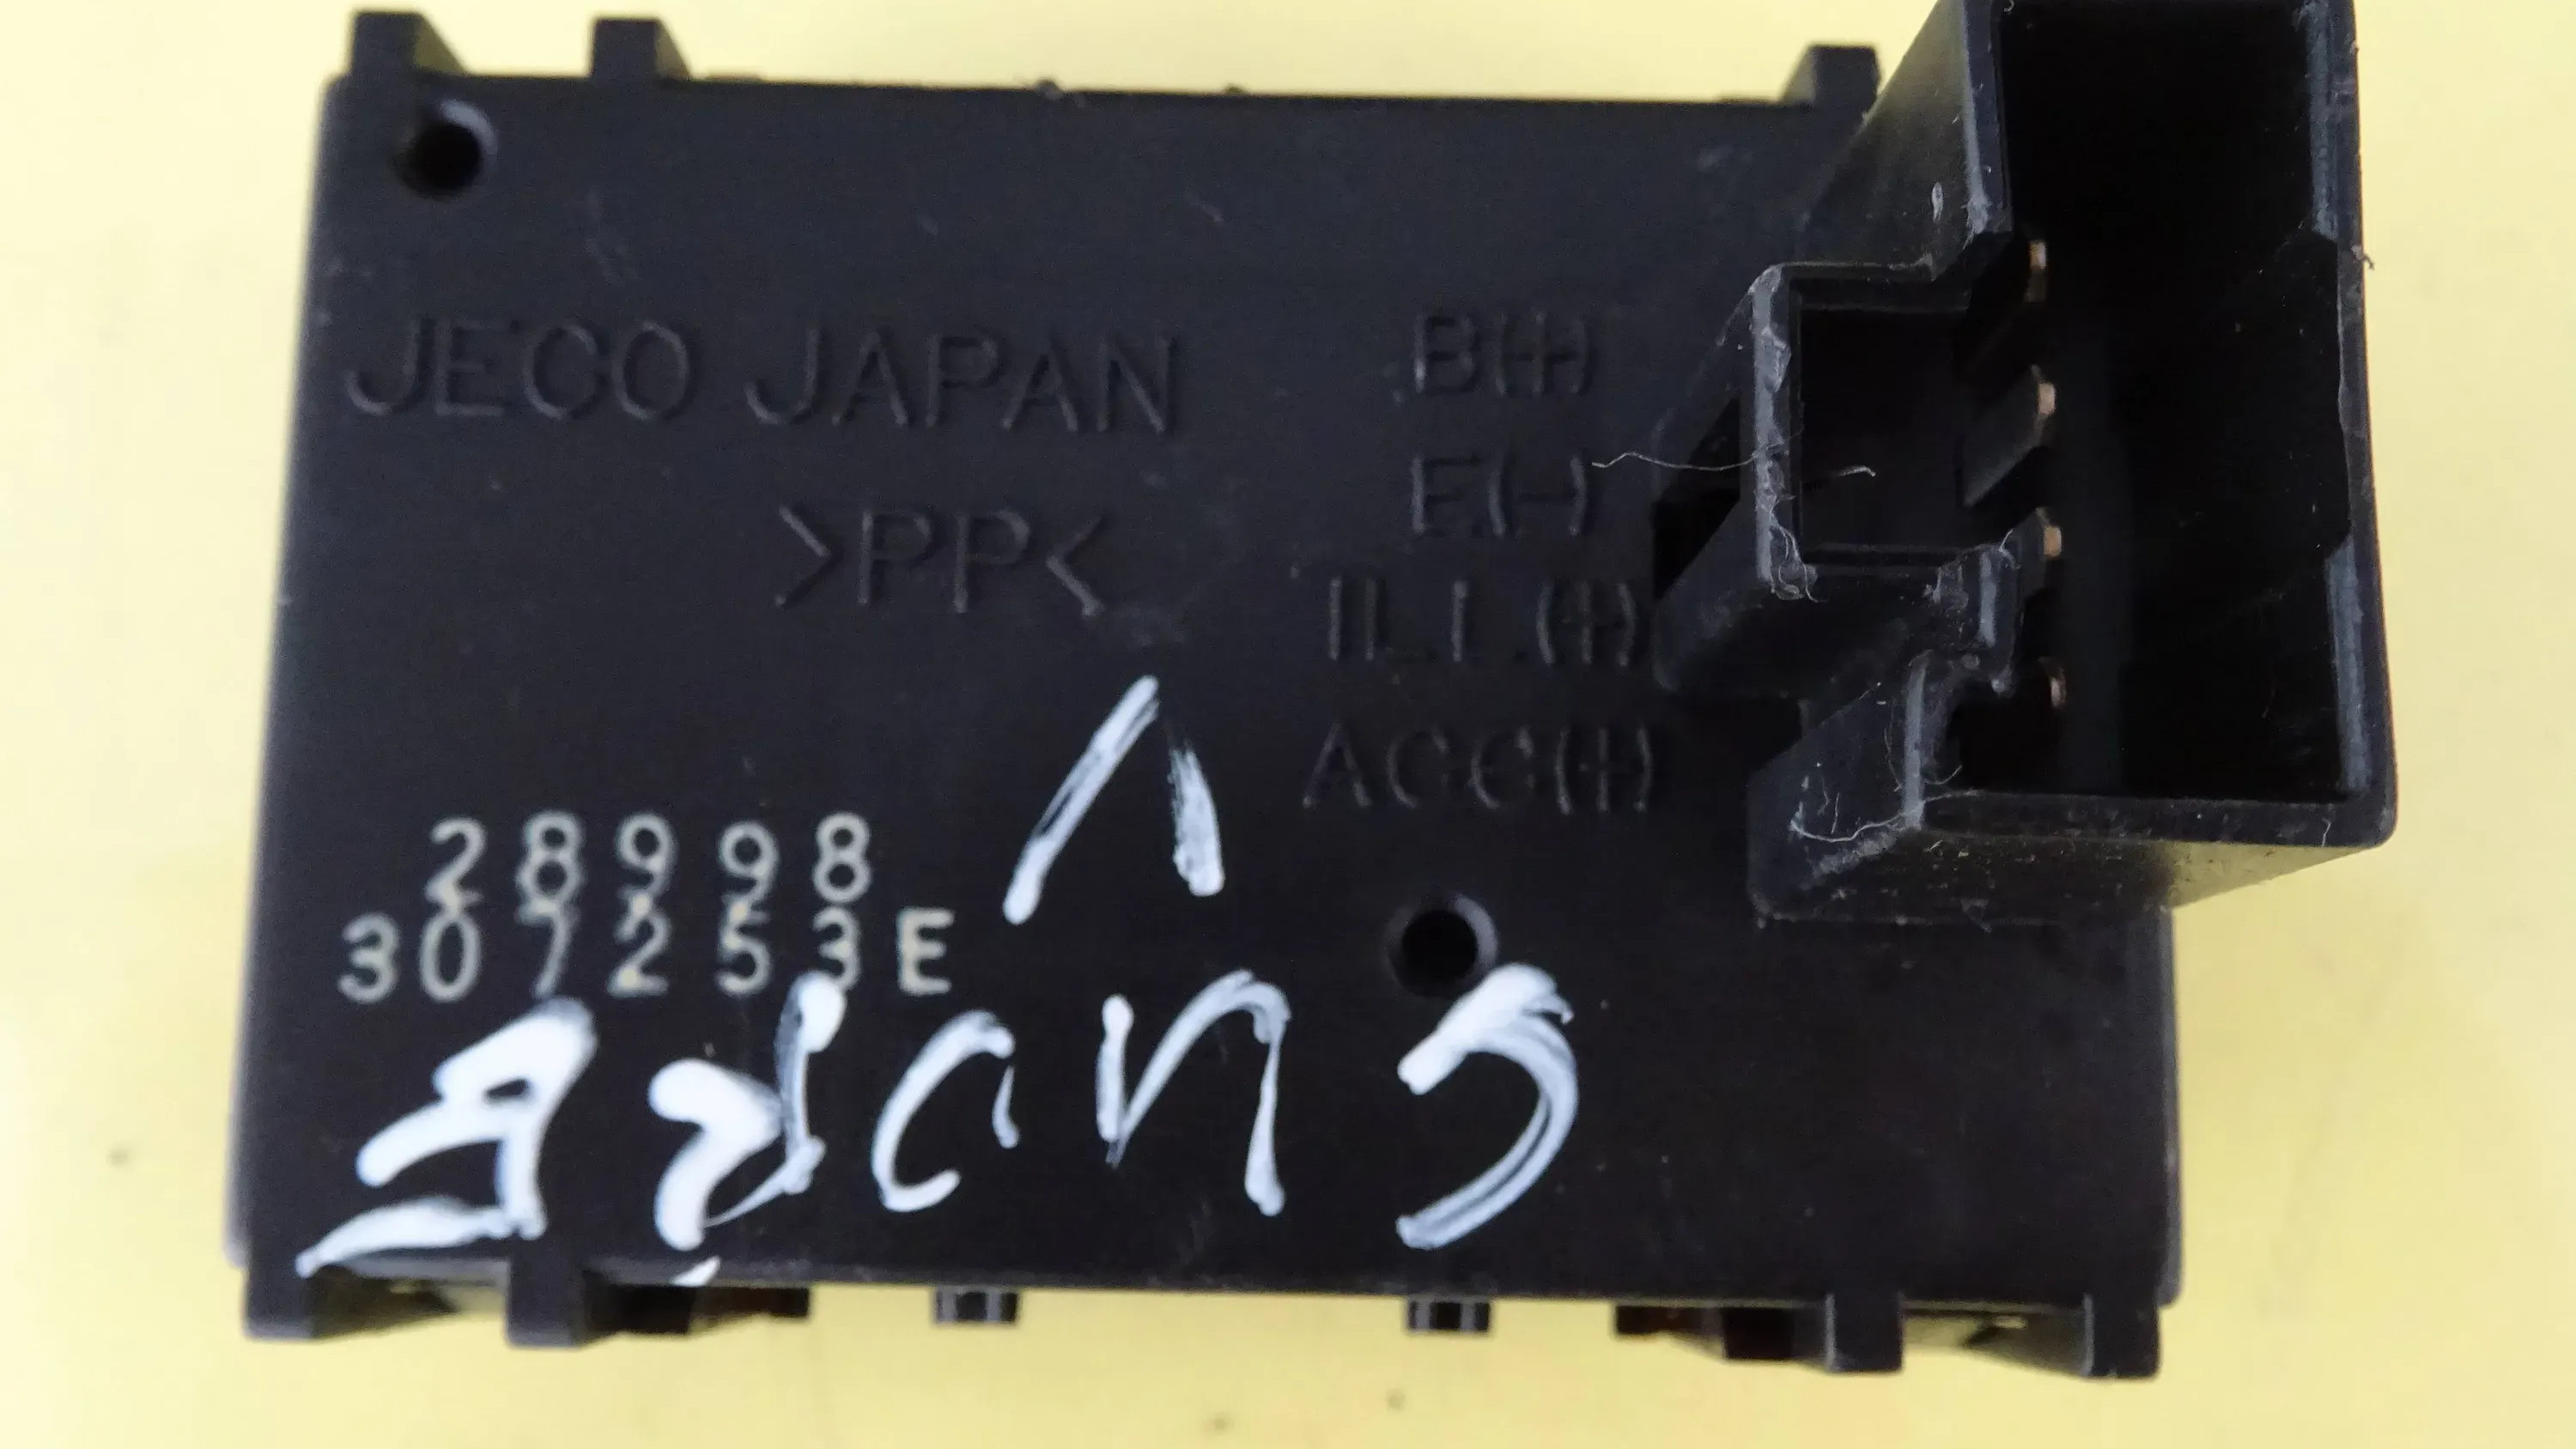 JECO JAPAN
>PP<
B(+)
E(-)
ILL.(+)
ACC(+)
28998
307253E